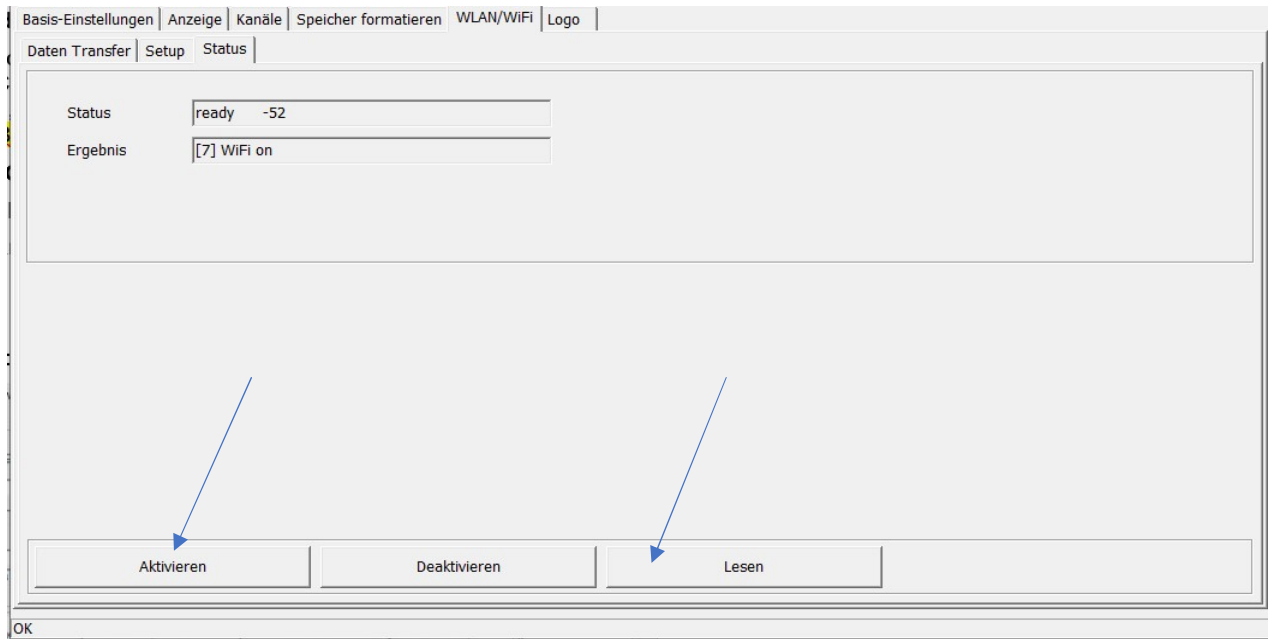 Basis-Einstellungen Anzeige Kanäle Speicher formatieren WLAN/WiFi Logo
Daten Transfer Setup Status
Status ready -52
Ergebnis [7] WiFi on
Aktivieren Deaktivieren Lesen
OK